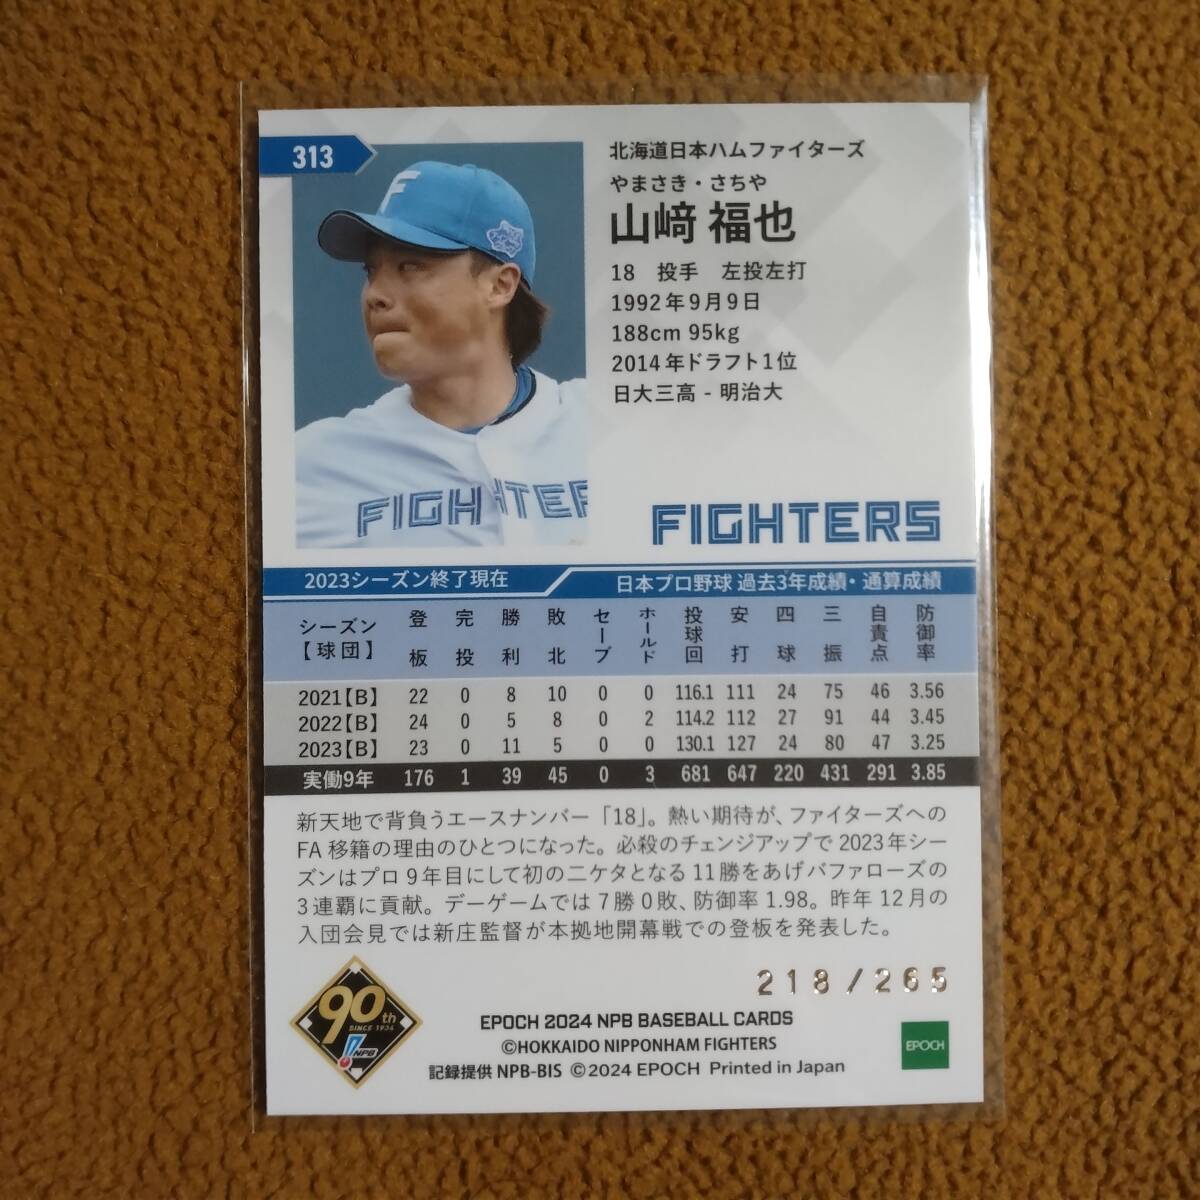 313
北海道日本ハムファイターズ
やまさき・さちや
山﨑 福也
18 投手 左投左打
1992年9月9日
188cm 95kg
2014年ドラフト1位
日大三高 - 明治大
F
FIGHTER
FIGHTERS
2023シーズン終了現在 日本プロ野球 過去3年成績・通算成績
シーズン【球団】 登板 完投 勝利 敗北 セーブ ホールド 投球回 安打 四球 三振 自責点 防御率
2021【B】 22 0 8 10 0 0 116.1 111 24 75 46 3.56
2022【B】 24 0 5 8 0 2 114.2 112 27 91 44 3.45
2023【B】 23 0 11 5 0 0 130.1 127 24 80 47 3.25
実働9年 176 1 39 45 0 3 681 647 220 431 291 3.85
新天地で背負うエースナンバー「18」。熱い期待が、ファイターズへの
FA移籍の理由のひとつになった。必殺のチェンジアップで2023年シー
ズンはプロ9年目にして初の二ケタとなる11勝をあげバファローズの
3連覇に貢献。デーゲームでは7勝0敗、防御率1.98。昨年12月の
入団会見では新庄監督が本拠地開幕戦での登板を発表した。
218/265
90th
SINCE 1934
NPB
EPOCH 2024 NPB BASEBALL CARDS
©HOKKAIDO NIPPONHAM FIGHTERS
記録提供 NPB-BIS ©2024 EPOCH Printed in Japan
EPOCH